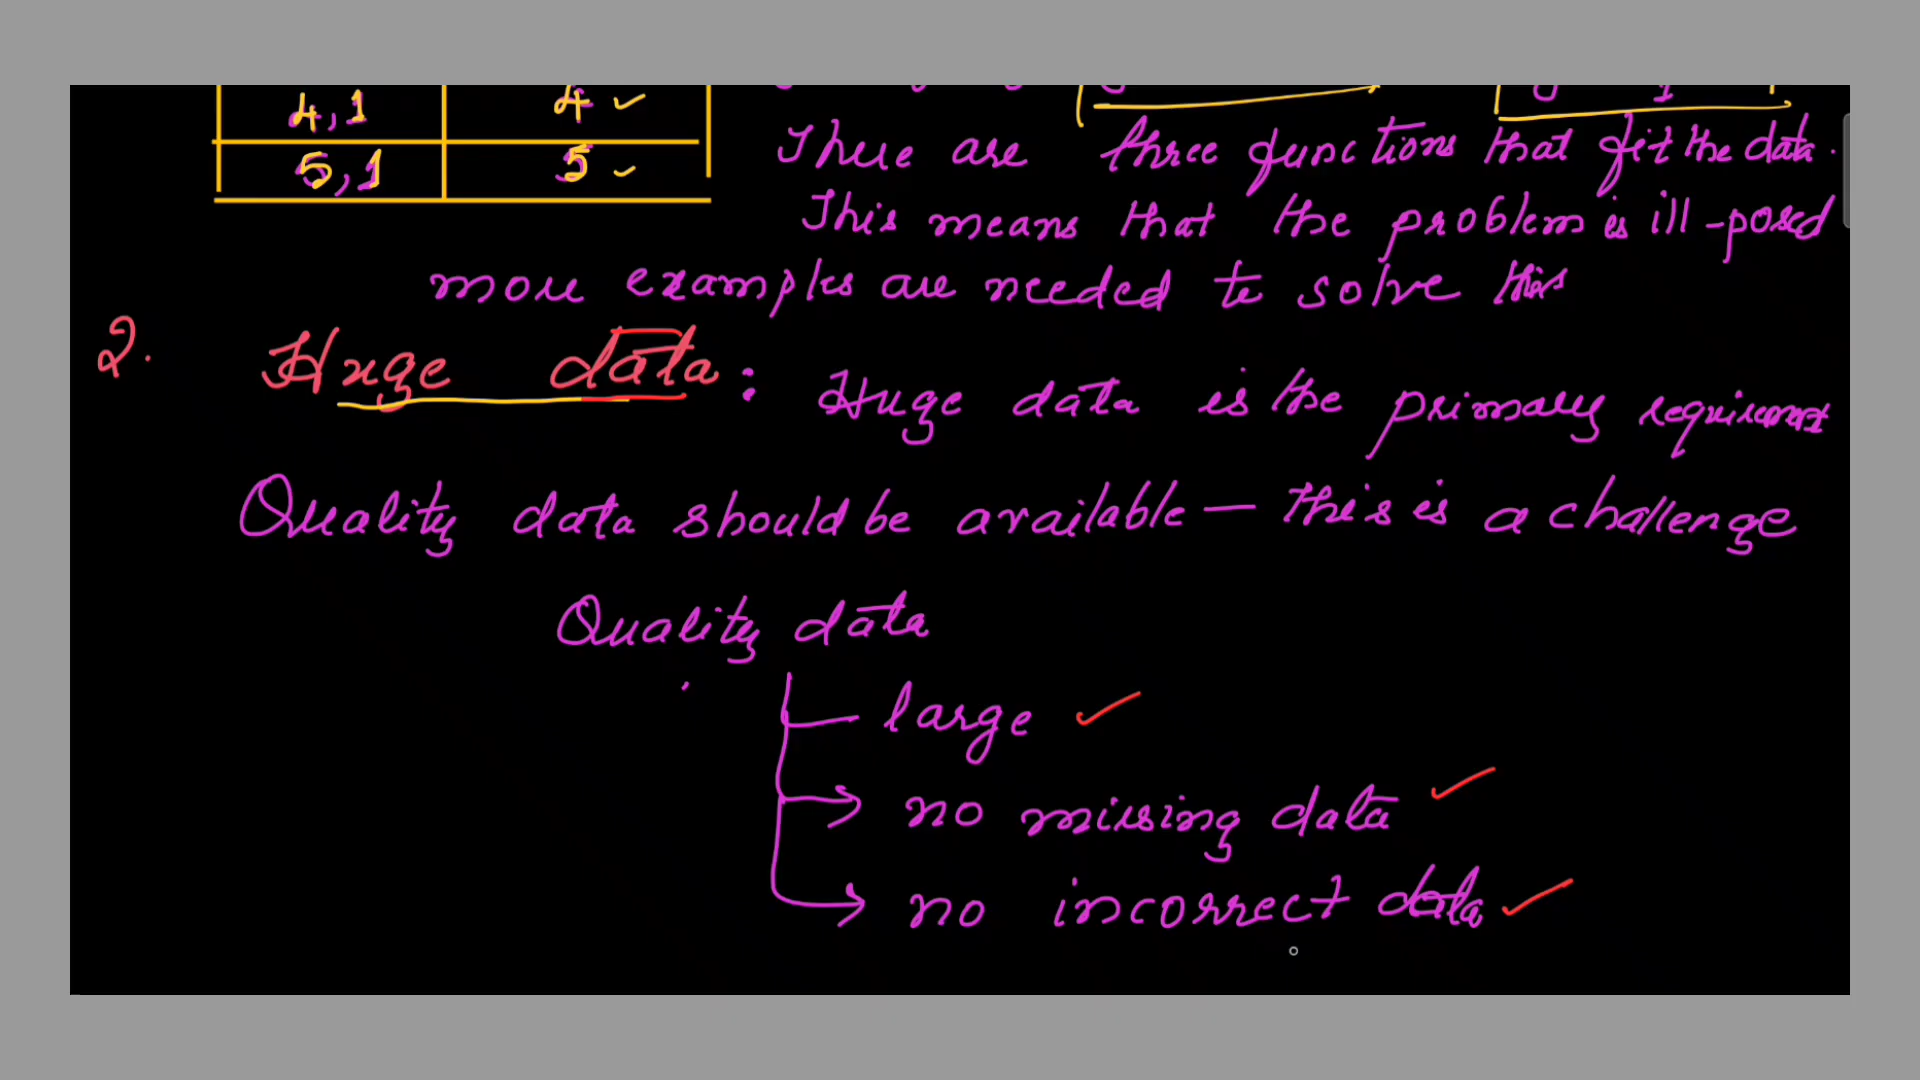 4,1 4 ✓
5,1 5 ✓
There are three functions that fit the data.
This means that the problem is ill-posed
more examples are needed to solve this
2. Huge data : Huge data is the primary requirement
Quality data should be available — this is a challenge
Quality data
large ✓
no missing data ✓
no incorrect data ✓